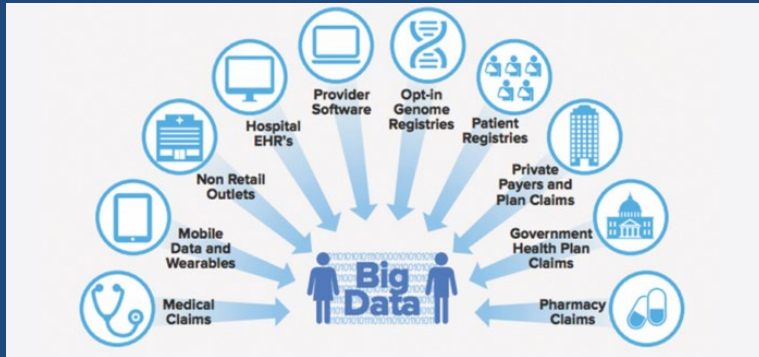 Provider
Software
Opt-in
Genome
Registries
Hospital
EHR's
Patient
Registries
Non Retail
Outlets
Private
Payers and
Plan Claims
Mobile
Data and
Wearables
Government
Health Plan
Claims
Medical
Claims
Big
Data
Pharmacy
Claims